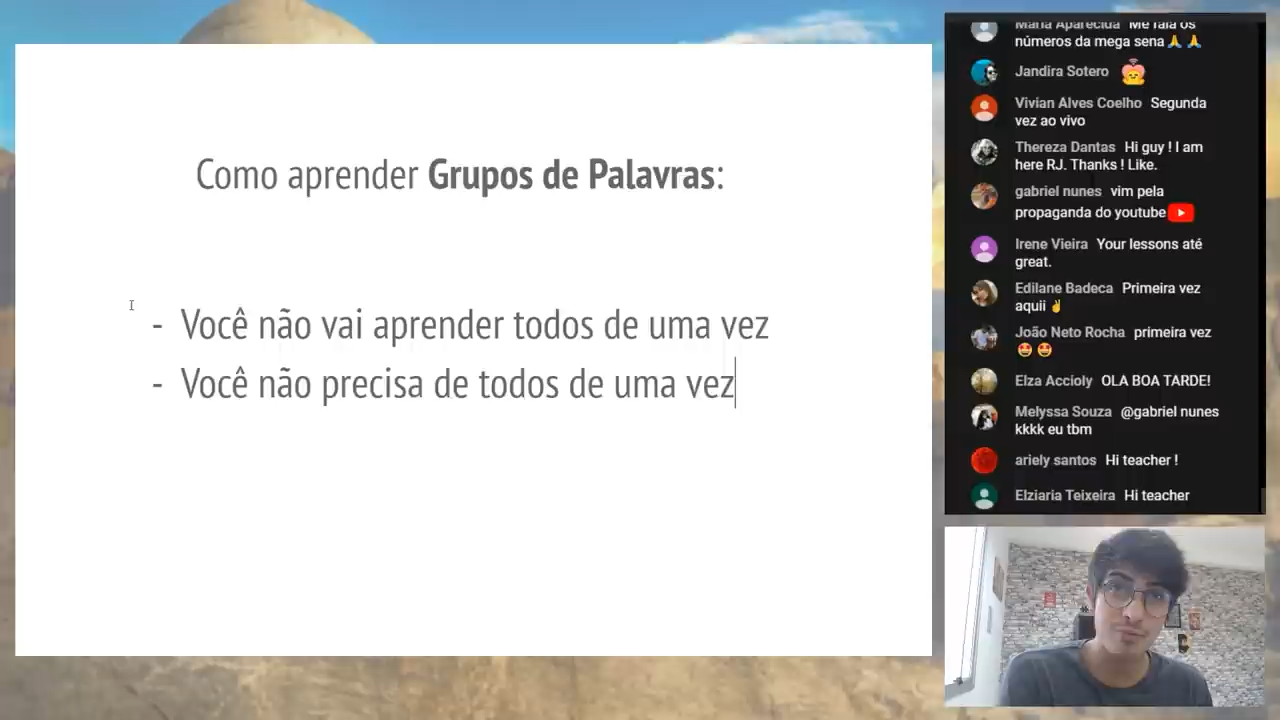 Como aprender Grupos de Palavras:
- Você não vai aprender todos de uma vez
- Você não precisa de todos de uma vez
Maria Aparecida Me fala os
números da mega sena🙏 🙏
Jandira Sotero
Vivian Alves Coelho Segunda
vez ao vivo
Thereza Dantas Hi guy ! I am
here RJ. Thanks ! Like.
gabriel nunes vim pela
propaganda do youtube
Irene Vieira Your lessons até
great.
Edilane Badeca Primeira vez
aquii ✌
João Neto Rocha primeira vez
🤩 🤩
Elza Accioly OLA BOA TARDE!
Melyssa Souza @gabriel nunes
kkkk eu tbm
ariely santos Hi teacher !
Elziaria Teixeira Hi teacher